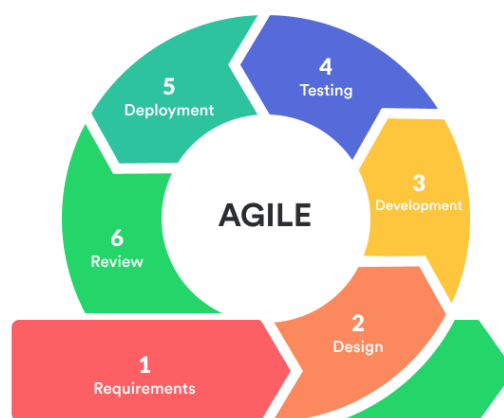 AGILE
1
Requirements
2
Design
3
Development
4
Testing
5
Deployment
6
Review